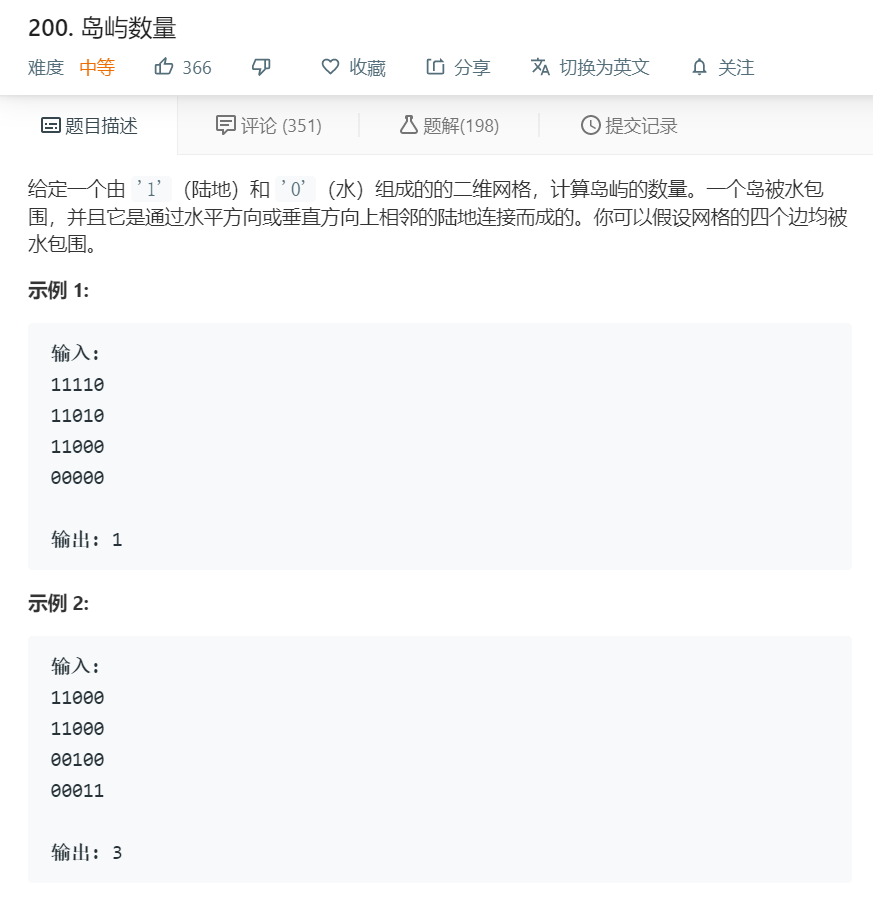 200. 岛屿数量
难度 中等 366 收藏 分享 切换为英文 关注
题目描述 评论 (351) 题解(198) 提交记录
给定一个由 '1'（陆地）和 '0'（水）组成的的二维网格，计算岛屿的数量。一个岛被水包
围，并且它是通过水平方向或垂直方向上相邻的陆地连接而成的。你可以假设网格的四个边均被
水包围。
示例 1:
输入:
11110
11010
11000
00000
输出: 1
示例 2:
输入:
11000
11000
00100
00011
输出: 3